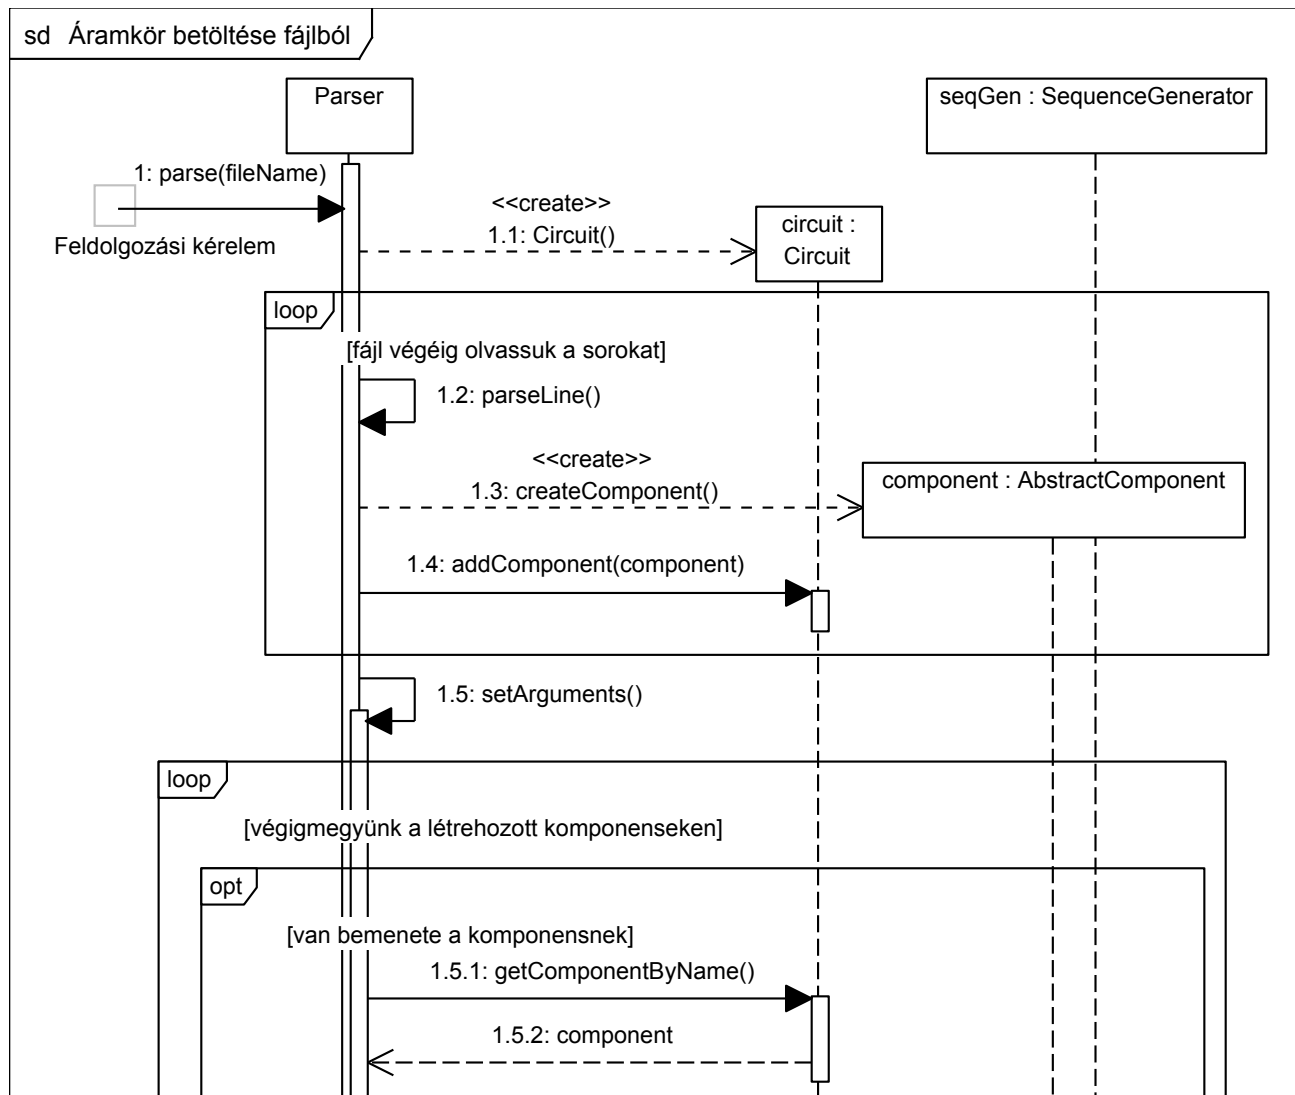 sd Áramkör betöltése fájlból
Parser
seqGen : SequenceGenerator
1: parse(fileName)
Feldolgozási kérelem
<<create>>
1.1: Circuit()
circuit :
Circuit
loop
[fájl végéig olvassuk a sorokat]
1.2: parseLine()
<<create>>
1.3: createComponent()
component : AbstractComponent
1.4: addComponent(component)
1.5: setArguments()
loop
[végigmegyünk a létrehozott komponenseken]
opt
[van bemenete a komponensnek]
1.5.1: getComponentByName()
1.5.2: component